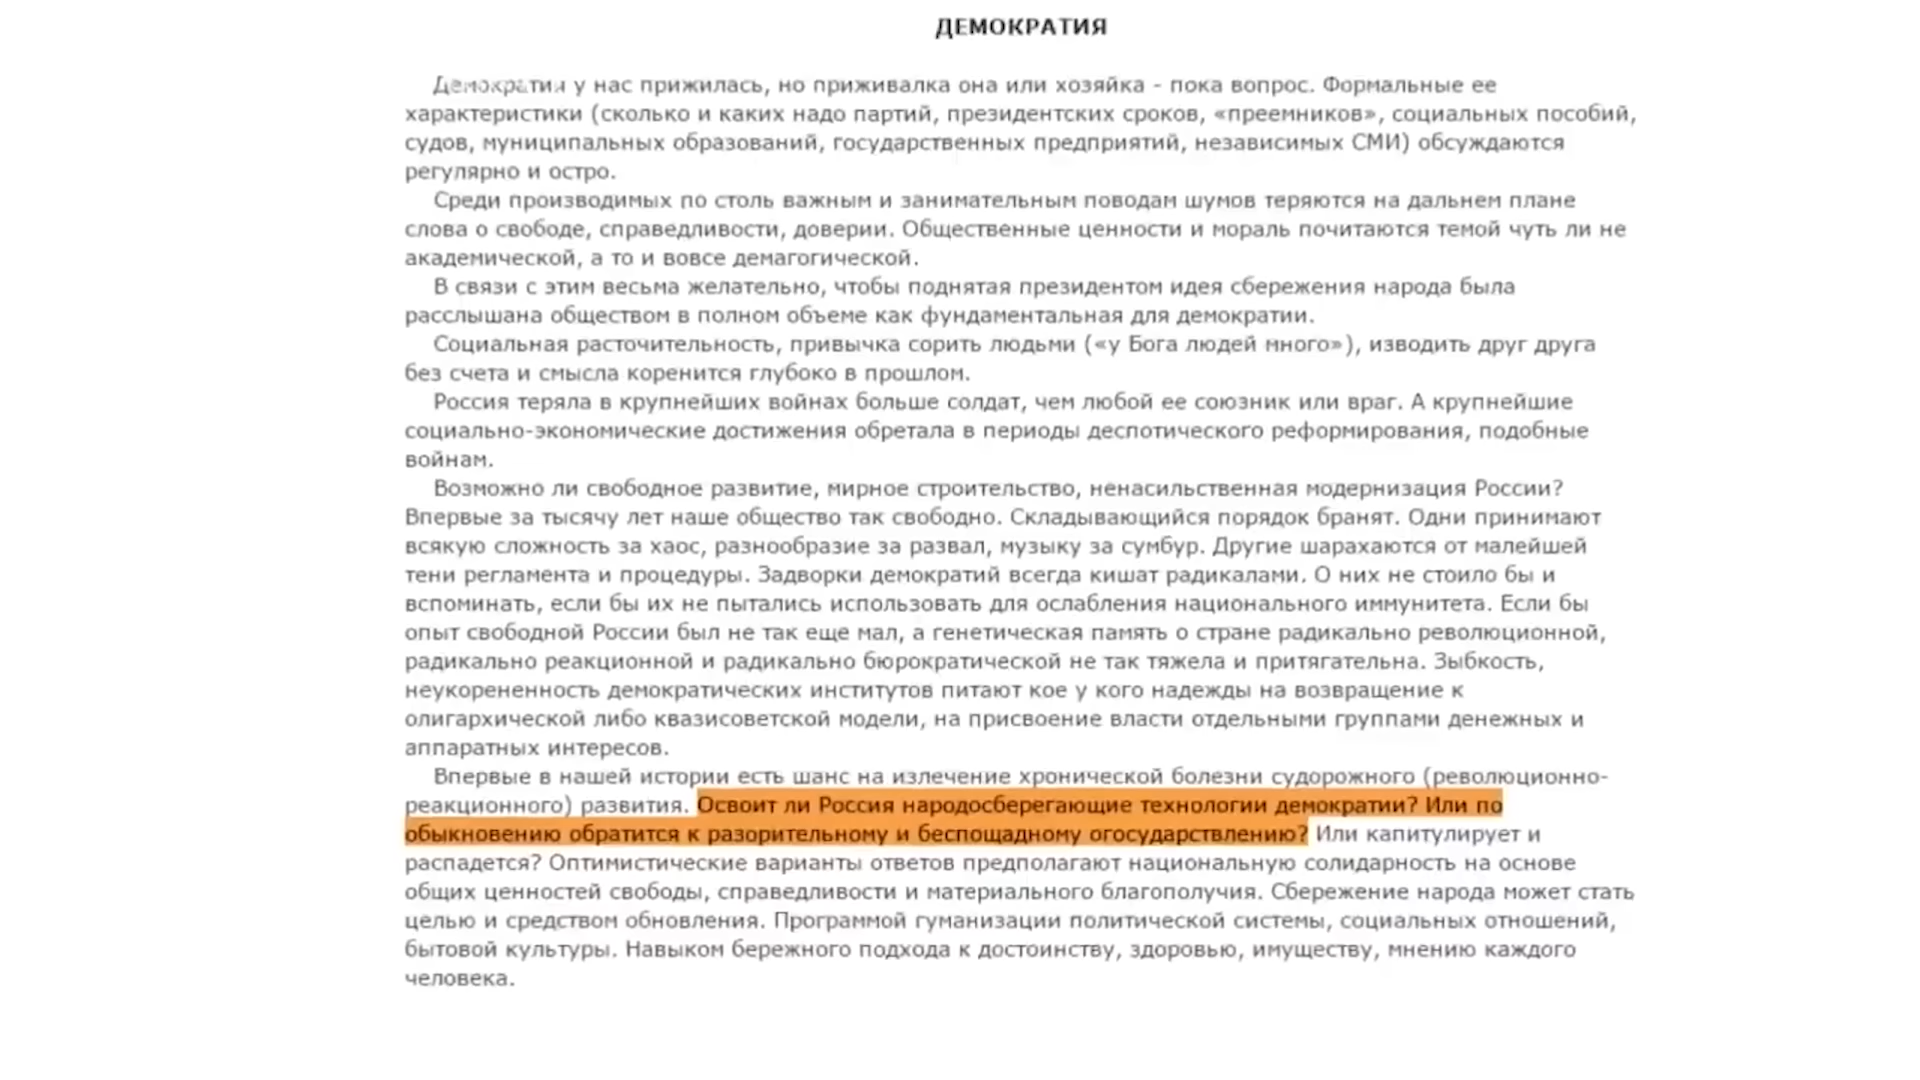 ДЕМОКРАТИЯ
Демократия у нас прижилась, но приживалка она или хозяйка - пока вопрос. Формальные ее
характеристики (сколько и каких надо партий, президентских сроков, «преемников», социальных пособий,
судов, муниципальных образований, государственных предприятий, независимых СМИ) обсуждаются
регулярно и остро.
Среди производимых по столь важным и занимательным поводам шумов теряются на дальнем плане
слова о свободе, справедливости, доверии. Общественные ценности и мораль почитаются темой чуть ли не
академической, а то и вовсе демагогической.
В связи с этим весьма желательно, чтобы поднятая президентом идея сбережения народа была
расслышана обществом в полном объеме как фундаментальная для демократии.
Социальная расточительность, привычка сорить людьми («у Бога людей много»), изводить друг друга
без счета и смысла коренится глубоко в прошлом.
Россия теряла в крупнейших войнах больше солдат, чем любой ее союзник или враг. А крупнейшие
социально-экономические достижения обретала в периоды деспотического реформирования, подобные
войнам.
Возможно ли свободное развитие, мирное строительство, ненасильственная модернизация России?
Впервые за тысячу лет наше общество так свободно. Складывающийся порядок бранят. Одни принимают
всякую сложность за хаос, разнообразие за развал, музыку за сумбур. Другие шарахаются от малейшей
тени регламента и процедуры. Задворки демократий всегда кишат радикалами. О них не стоило бы и
вспоминать, если бы их не пытались использовать для ослабления национального иммунитета. Если бы
опыт свободной России был не так еще мал, а генетическая память о стране радикально революционной,
радикально реакционной и радикально бюрократической не так тяжела и притягательна. Зыбкость,
неукорененность демократических институтов питают кое у кого надежды на возвращение к
олигархической либо квазисоветской модели, на присвоение власти отдельными группами денежных и
аппаратных интересов.
Впервые в нашей истории есть шанс на излечение хронической болезни судорожного (революционно-
реакционного) развития. Освоит ли Россия народосберегающие технологии демократии? Или по
обыкновению обратится к разорительному и беспощадному огосударствлению? Или капитулирует и
распадется? Оптимистические варианты ответов предполагают национальную солидарность на основе
общих ценностей свободы, справедливости и материального благополучия. Сбережение народа может стать
целью и средством обновления. Программой гуманизации политической системы, социальных отношений,
бытовой культуры. Навыком бережного подхода к достоинству, здоровью, имуществу, мнению каждого
человека.